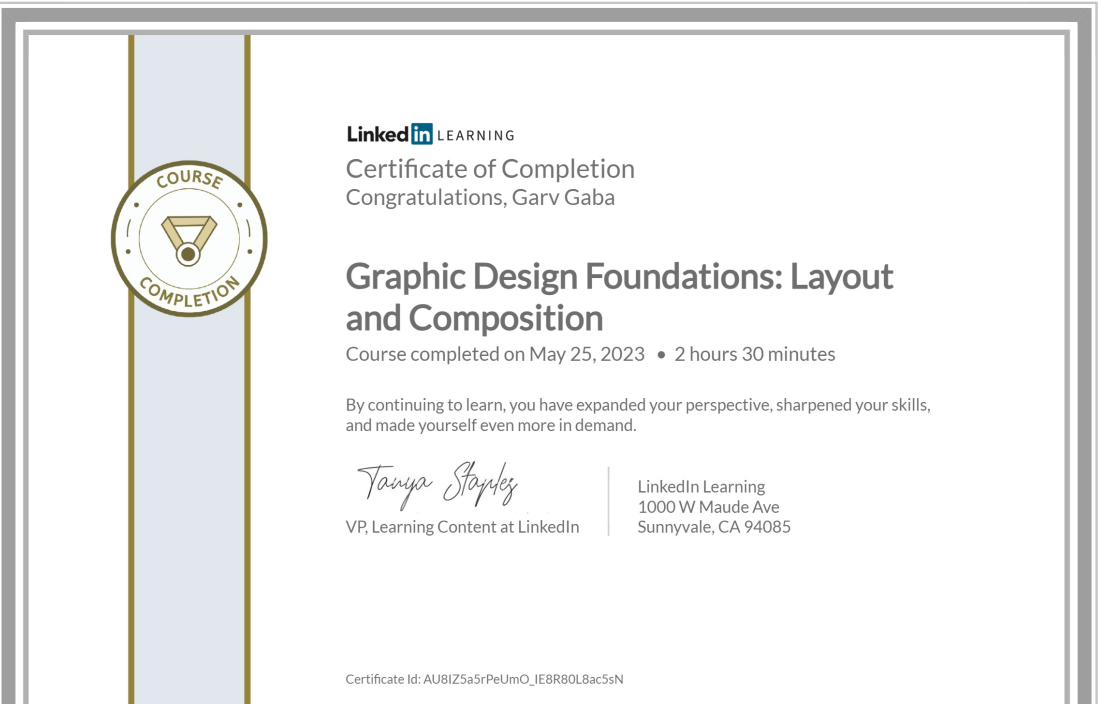 COURSE
COMPLETION
Linked in LEARNING
Certificate of Completion
Congratulations, Garv Gaba
Graphic Design Foundations: Layout
and Composition
Course completed on May 25, 2023 • 2 hours 30 minutes
By continuing to learn, you have expanded your perspective, sharpened your skills,
and made yourself even more in demand.
Tanya Staples
VP, Learning Content at LinkedIn
LinkedIn Learning
1000 W Maude Ave
Sunnyvale, CA 94085
Certificate Id: AU8IZ5a5rPeUmO_IE8R80L8ac5sN